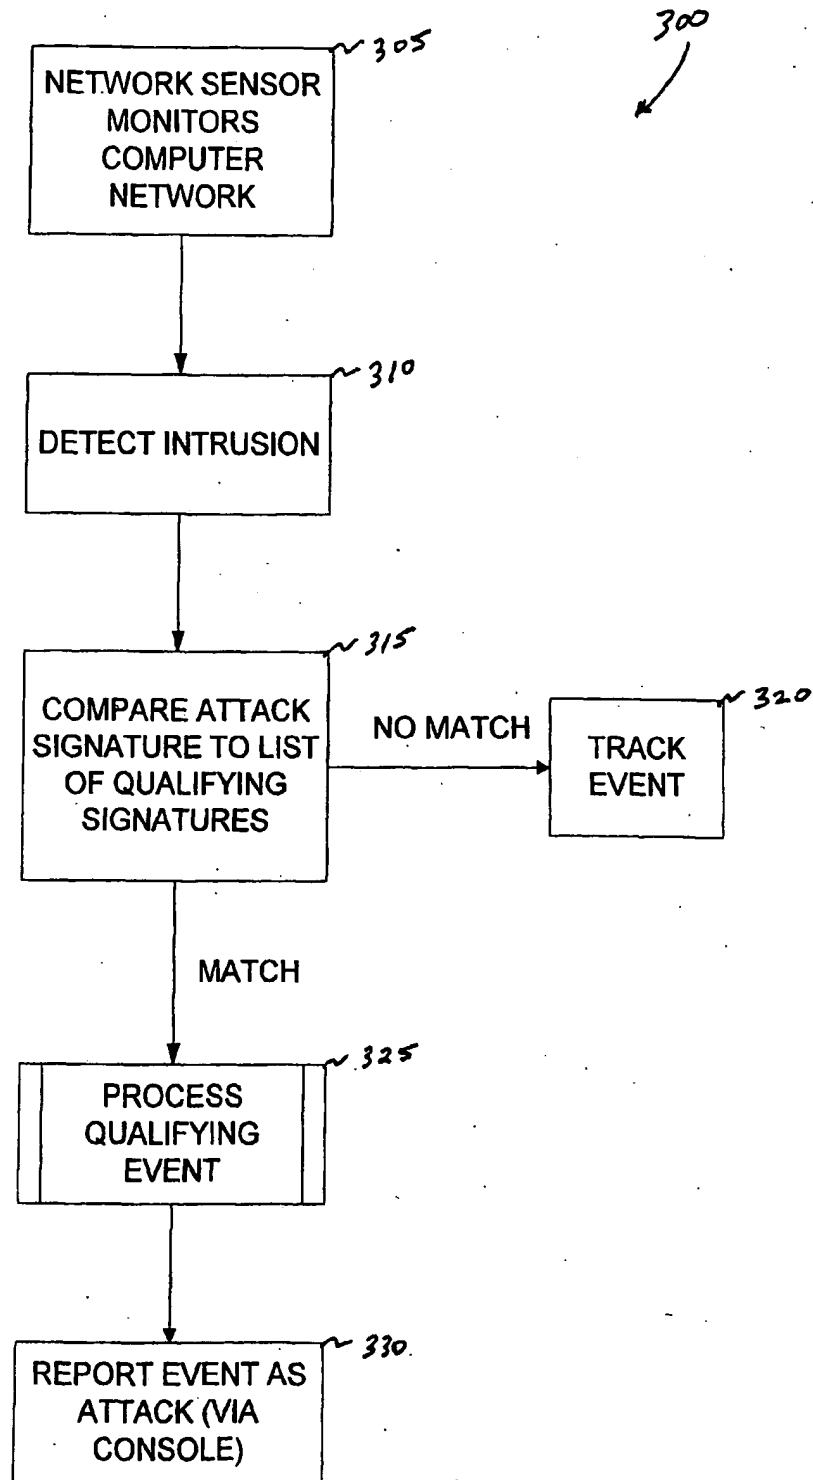 300
305
NETWORK SENSOR
MONITORS
COMPUTER
NETWORK
310
DETECT INTRUSION
315
COMPARE ATTACK
SIGNATURE TO LIST
OF QUALIFYING
SIGNATURES
NO MATCH
320
TRACK
EVENT
MATCH
325
PROCESS
QUALIFYING
EVENT
330
REPORT EVENT AS
ATTACK (VIA
CONSOLE)